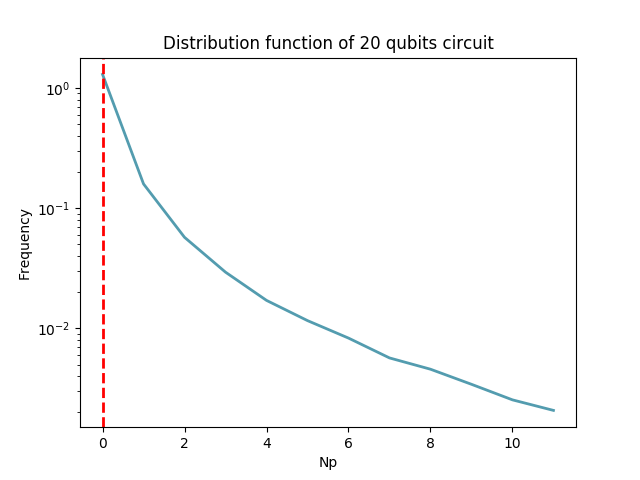 Distribution function of 20 qubits circuit
10⁰
10⁻¹
10⁻²
Frequency
0 2 4 6 8 10
Np